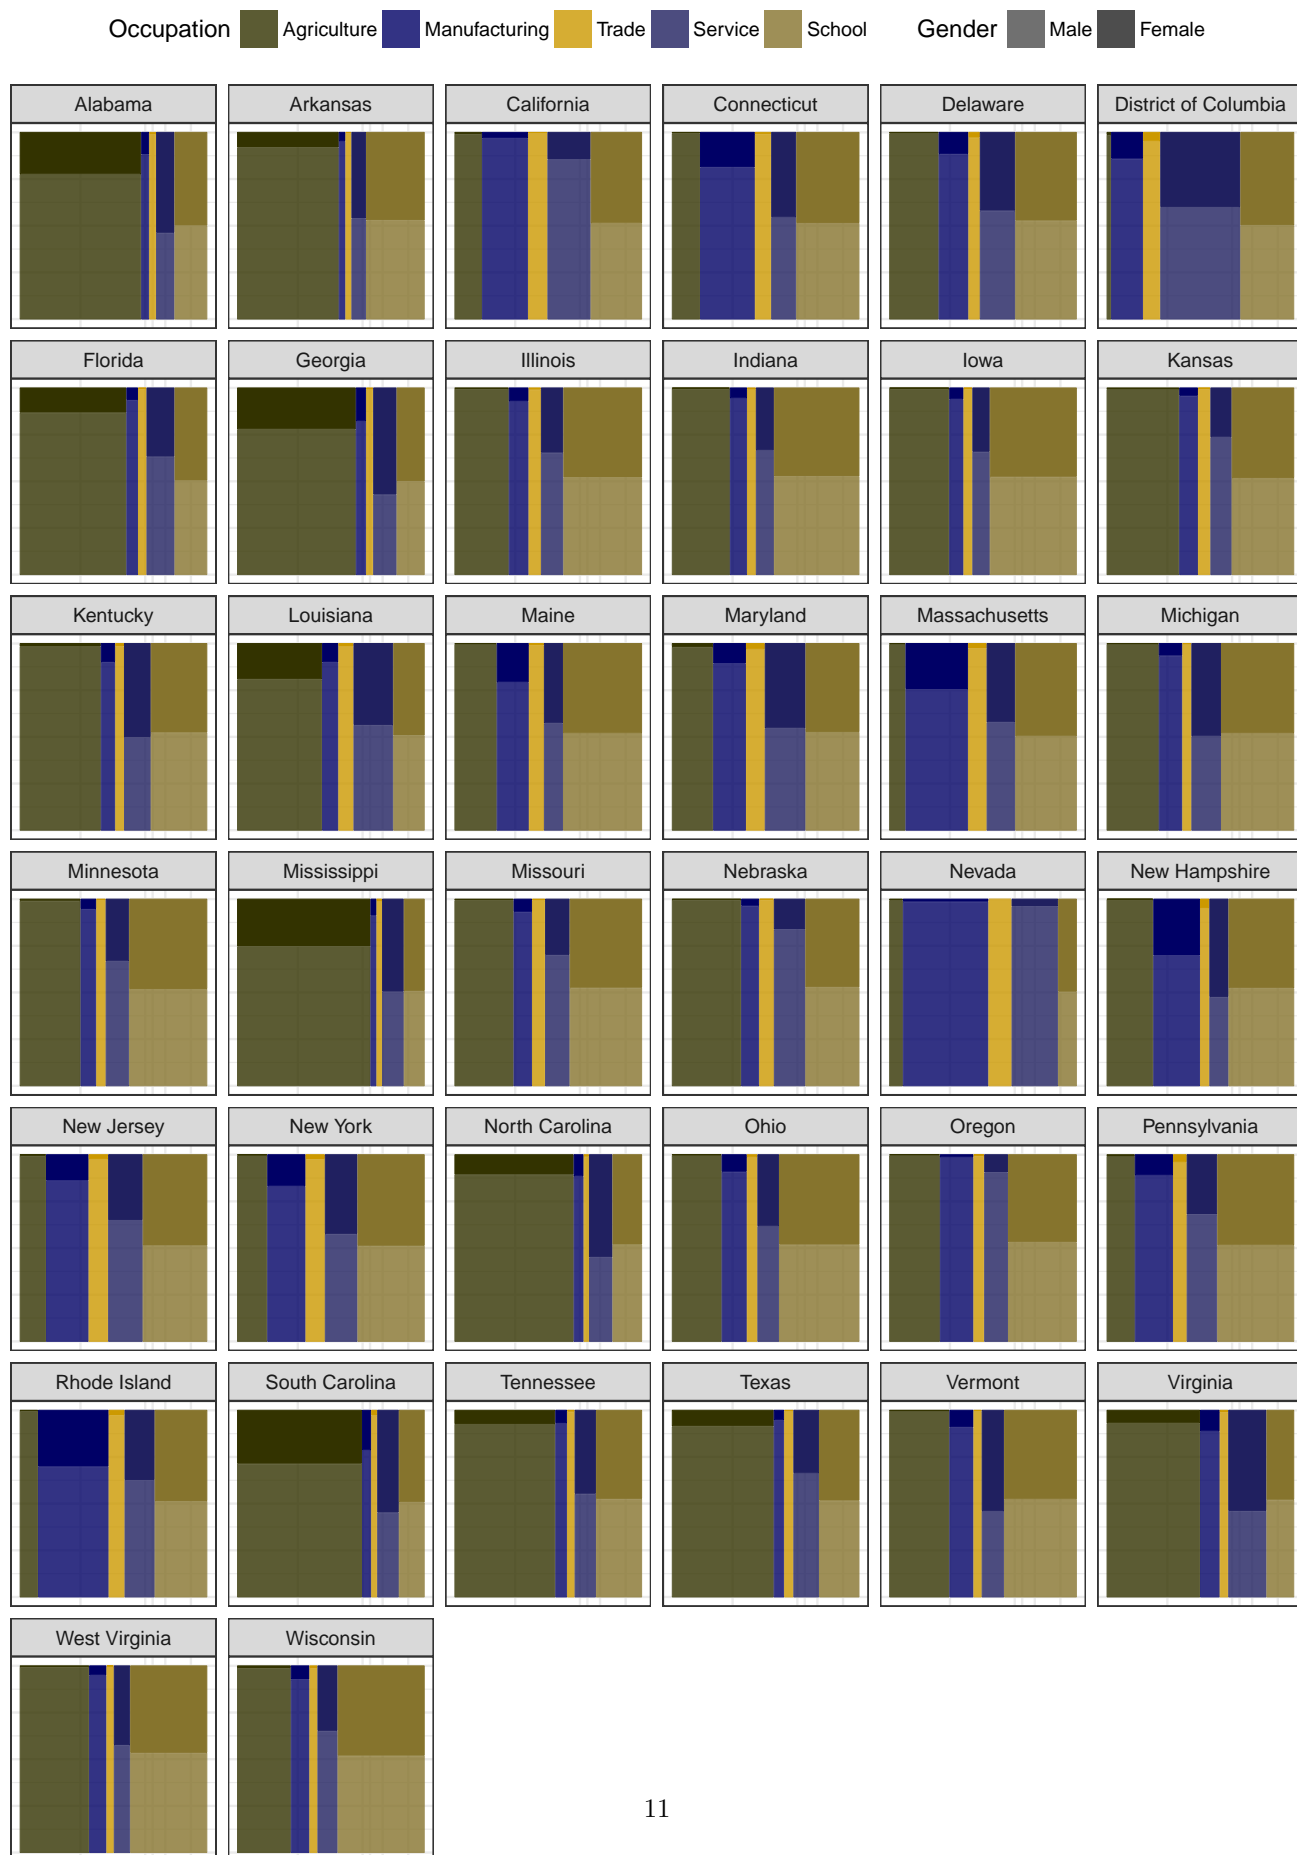 Occupation Agriculture Manufacturing Trade Service School Gender Male Female
Alabama Arkansas California Connecticut Delaware District of Columbia
Florida Georgia Illinois Indiana Iowa Kansas
Kentucky Louisiana Maine Maryland Massachusetts Michigan
Minnesota Mississippi Missouri Nebraska Nevada New Hampshire
New Jersey New York North Carolina Ohio Oregon Pennsylvania
Rhode Island South Carolina Tennessee Texas Vermont Virginia
West Virginia Wisconsin
11